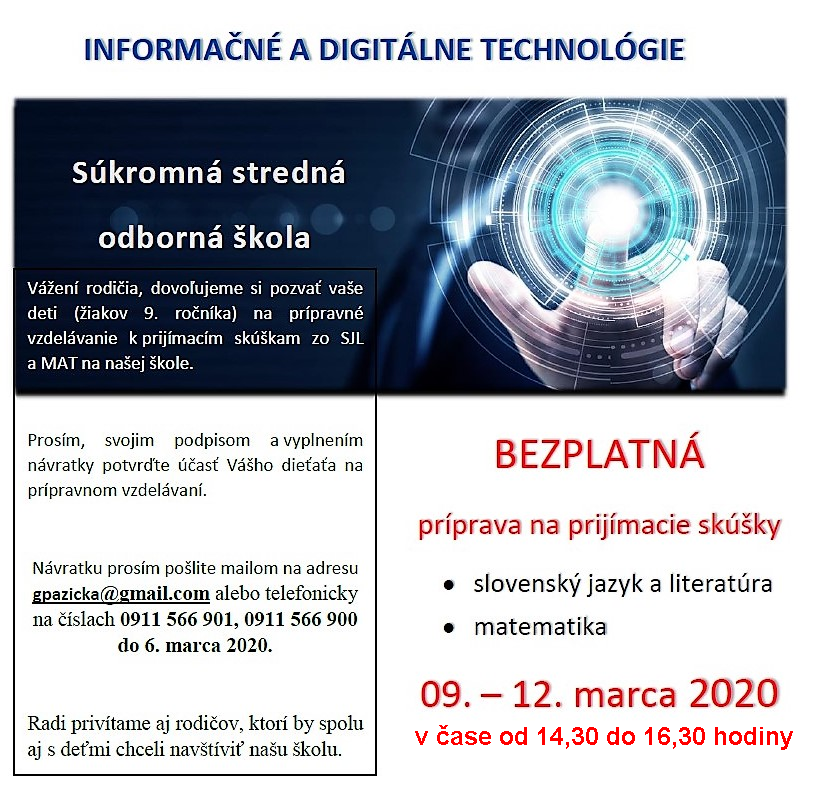 INFORMAČNÉ A DIGITÁLNE TECHNOLÓGIE
Súkromná stredná
odborná škola
Vážení rodičia, dovoľujeme si pozvať vaše
deti (žiakov 9. ročníka) na prípravné
vzdelávanie k prijímacím skúškam zo SJL
a MAT na našej škole.
Prosím, svojim podpisom a vyplnením
návratky potvrďte účasť Vášho dieťaťa na
prípravnom vzdelávaní.
Návratku prosím pošlite mailom na adresu
gpazicka@gmail.com alebo telefonicky
na číslach 0911 566 901, 0911 566 900
do 6. marca 2020.
Radi privítame aj rodičov, ktorí by spolu
aj s deťmi chceli navštíviť našu školu.
BEZPLATNÁ
príprava na prijímacie skúšky
• slovenský jazyk a literatúra
• matematika
09. – 12. marca 2020
v čase od 14,30 do 16,30 hodiny